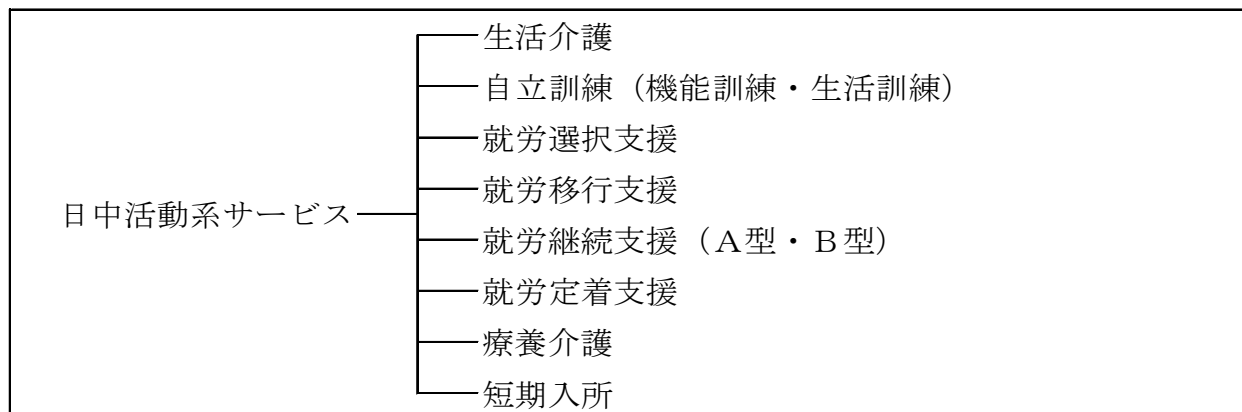 生活介護
自立訓練（機能訓練・生活訓練）
就労選択支援
就労移行支援
日中活動系サービス
就労継続支援（Ａ型・Ｂ型）
就労定着支援
療養介護
短期入所